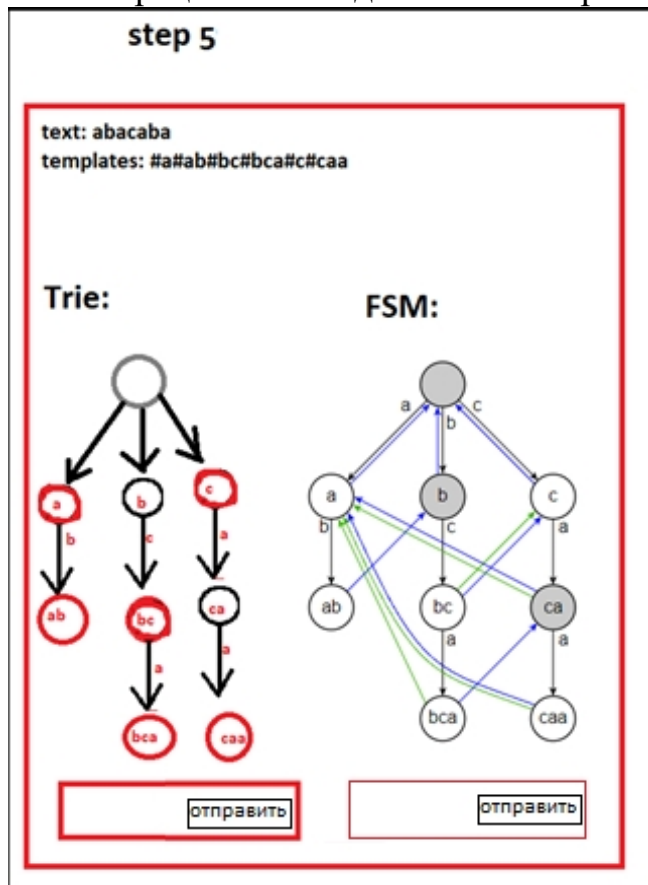 step 5
text: abacaba
templates: #a#ab#bc#bca#c#caa
Trie:
FSM:
a
b
c
a
b
c
a
b
c
b
c
a
b
c
a
ab
bc
ca
ab
bc
ca
a
a
a
a
bca
caa
bca
caa
отправить
отправить